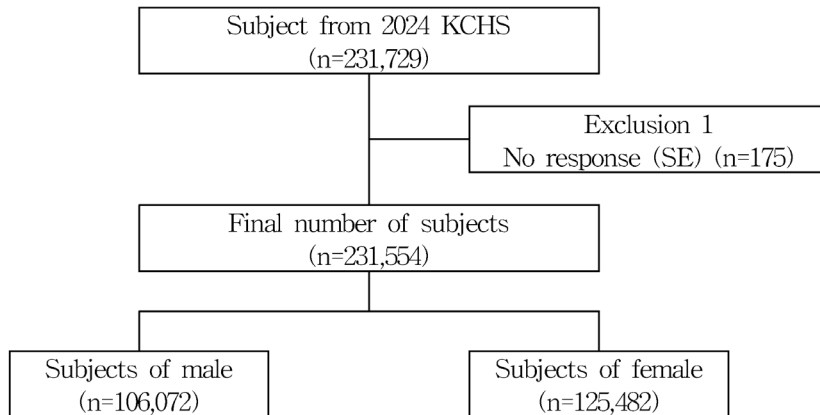 Subject from 2024 KCHS
(n=231,729)
Exclusion 1
No response (SE) (n=175)
Final number of subjects
(n=231,554)
Subjects of male
(n=106,072)
Subjects of female
(n=125,482)